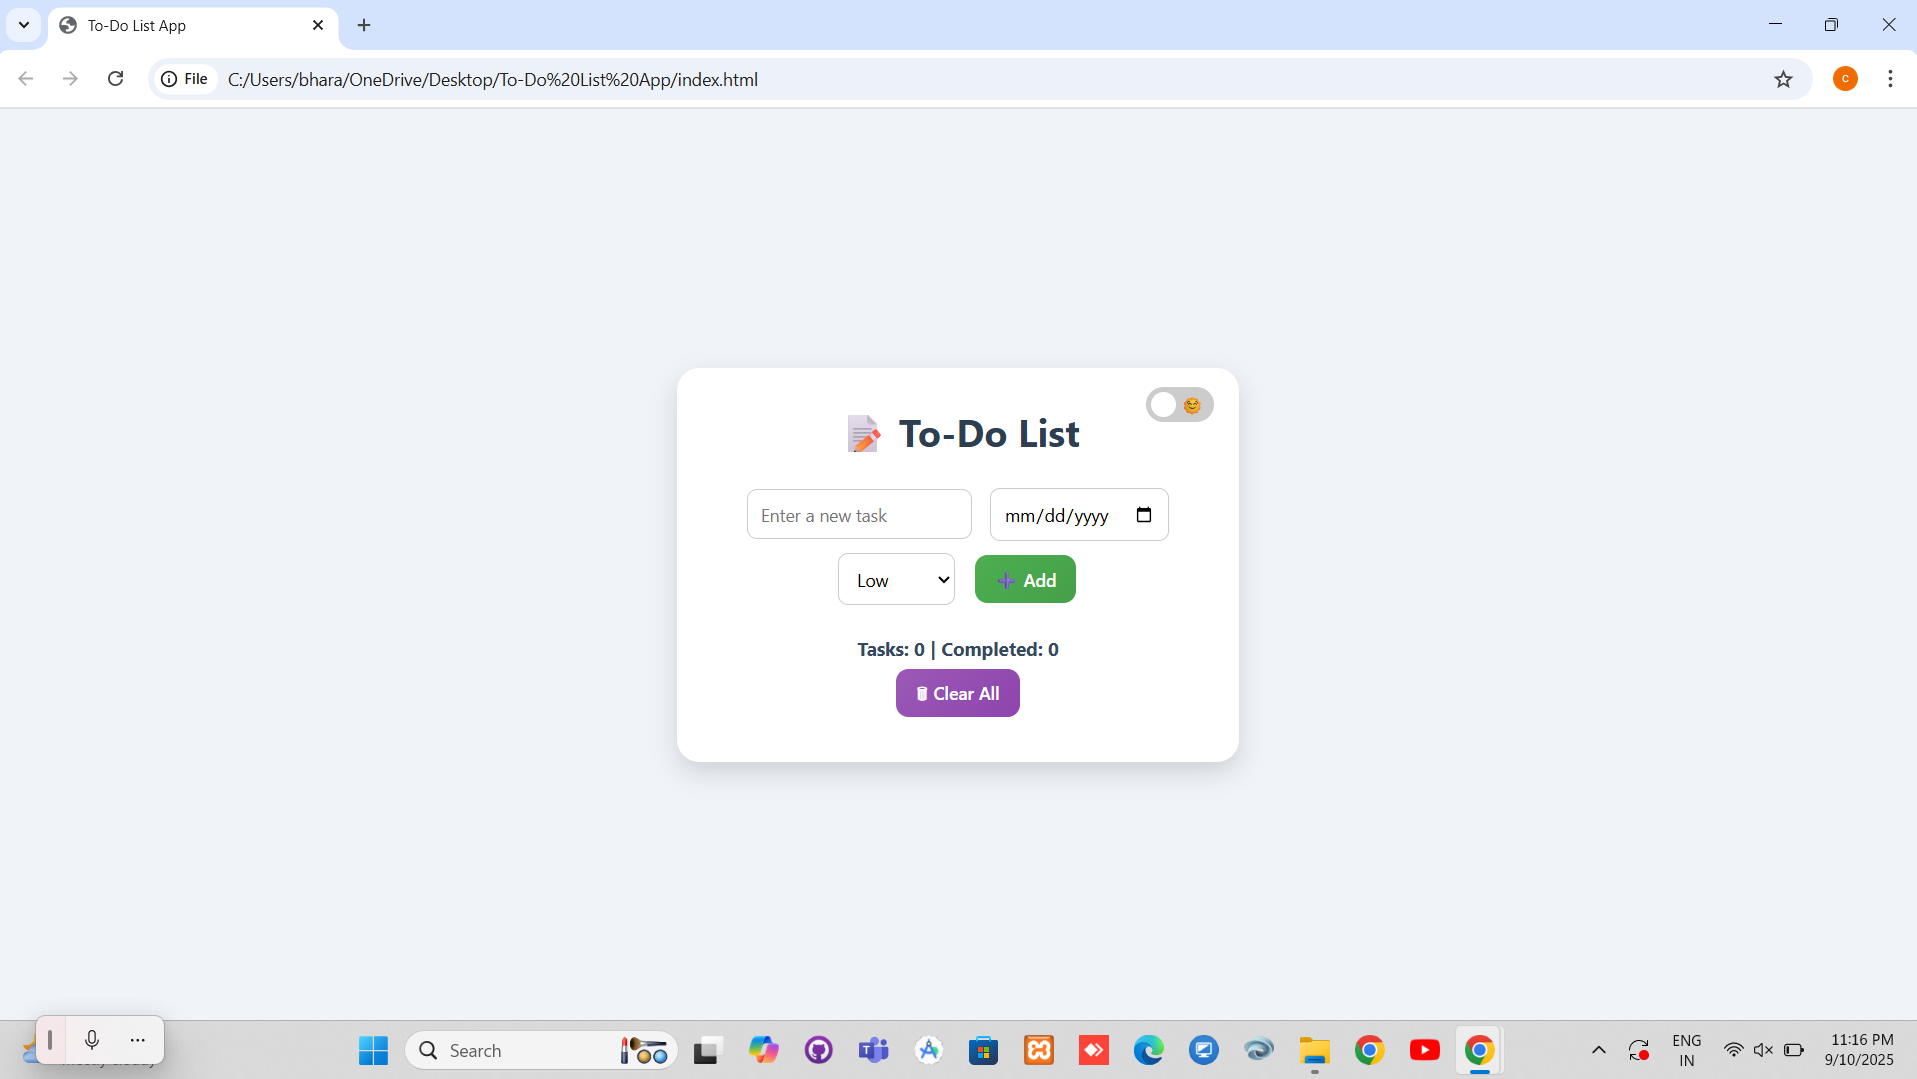 To-Do List App
File
C:/Users/bhara/OneDrive/Desktop/To-Do%20List%20App/index.html
c
To-Do List
Enter a new task
mm/dd/yyyy
Low
Add
Tasks: 0 | Completed: 0
Clear All
Search
ENG
IN
11:16 PM
9/10/2025